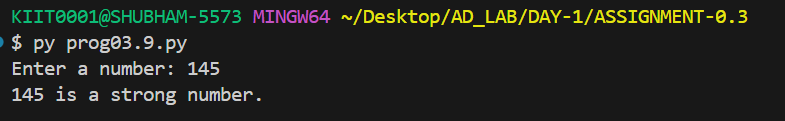 KIIT0001@SHUBHAM-5573 MINGW64 ~/Desktop/AD_LAB/DAY-1/ASSIGNMENT-0.3
$ py prog03.9.py
Enter a number: 145
145 is a strong number.